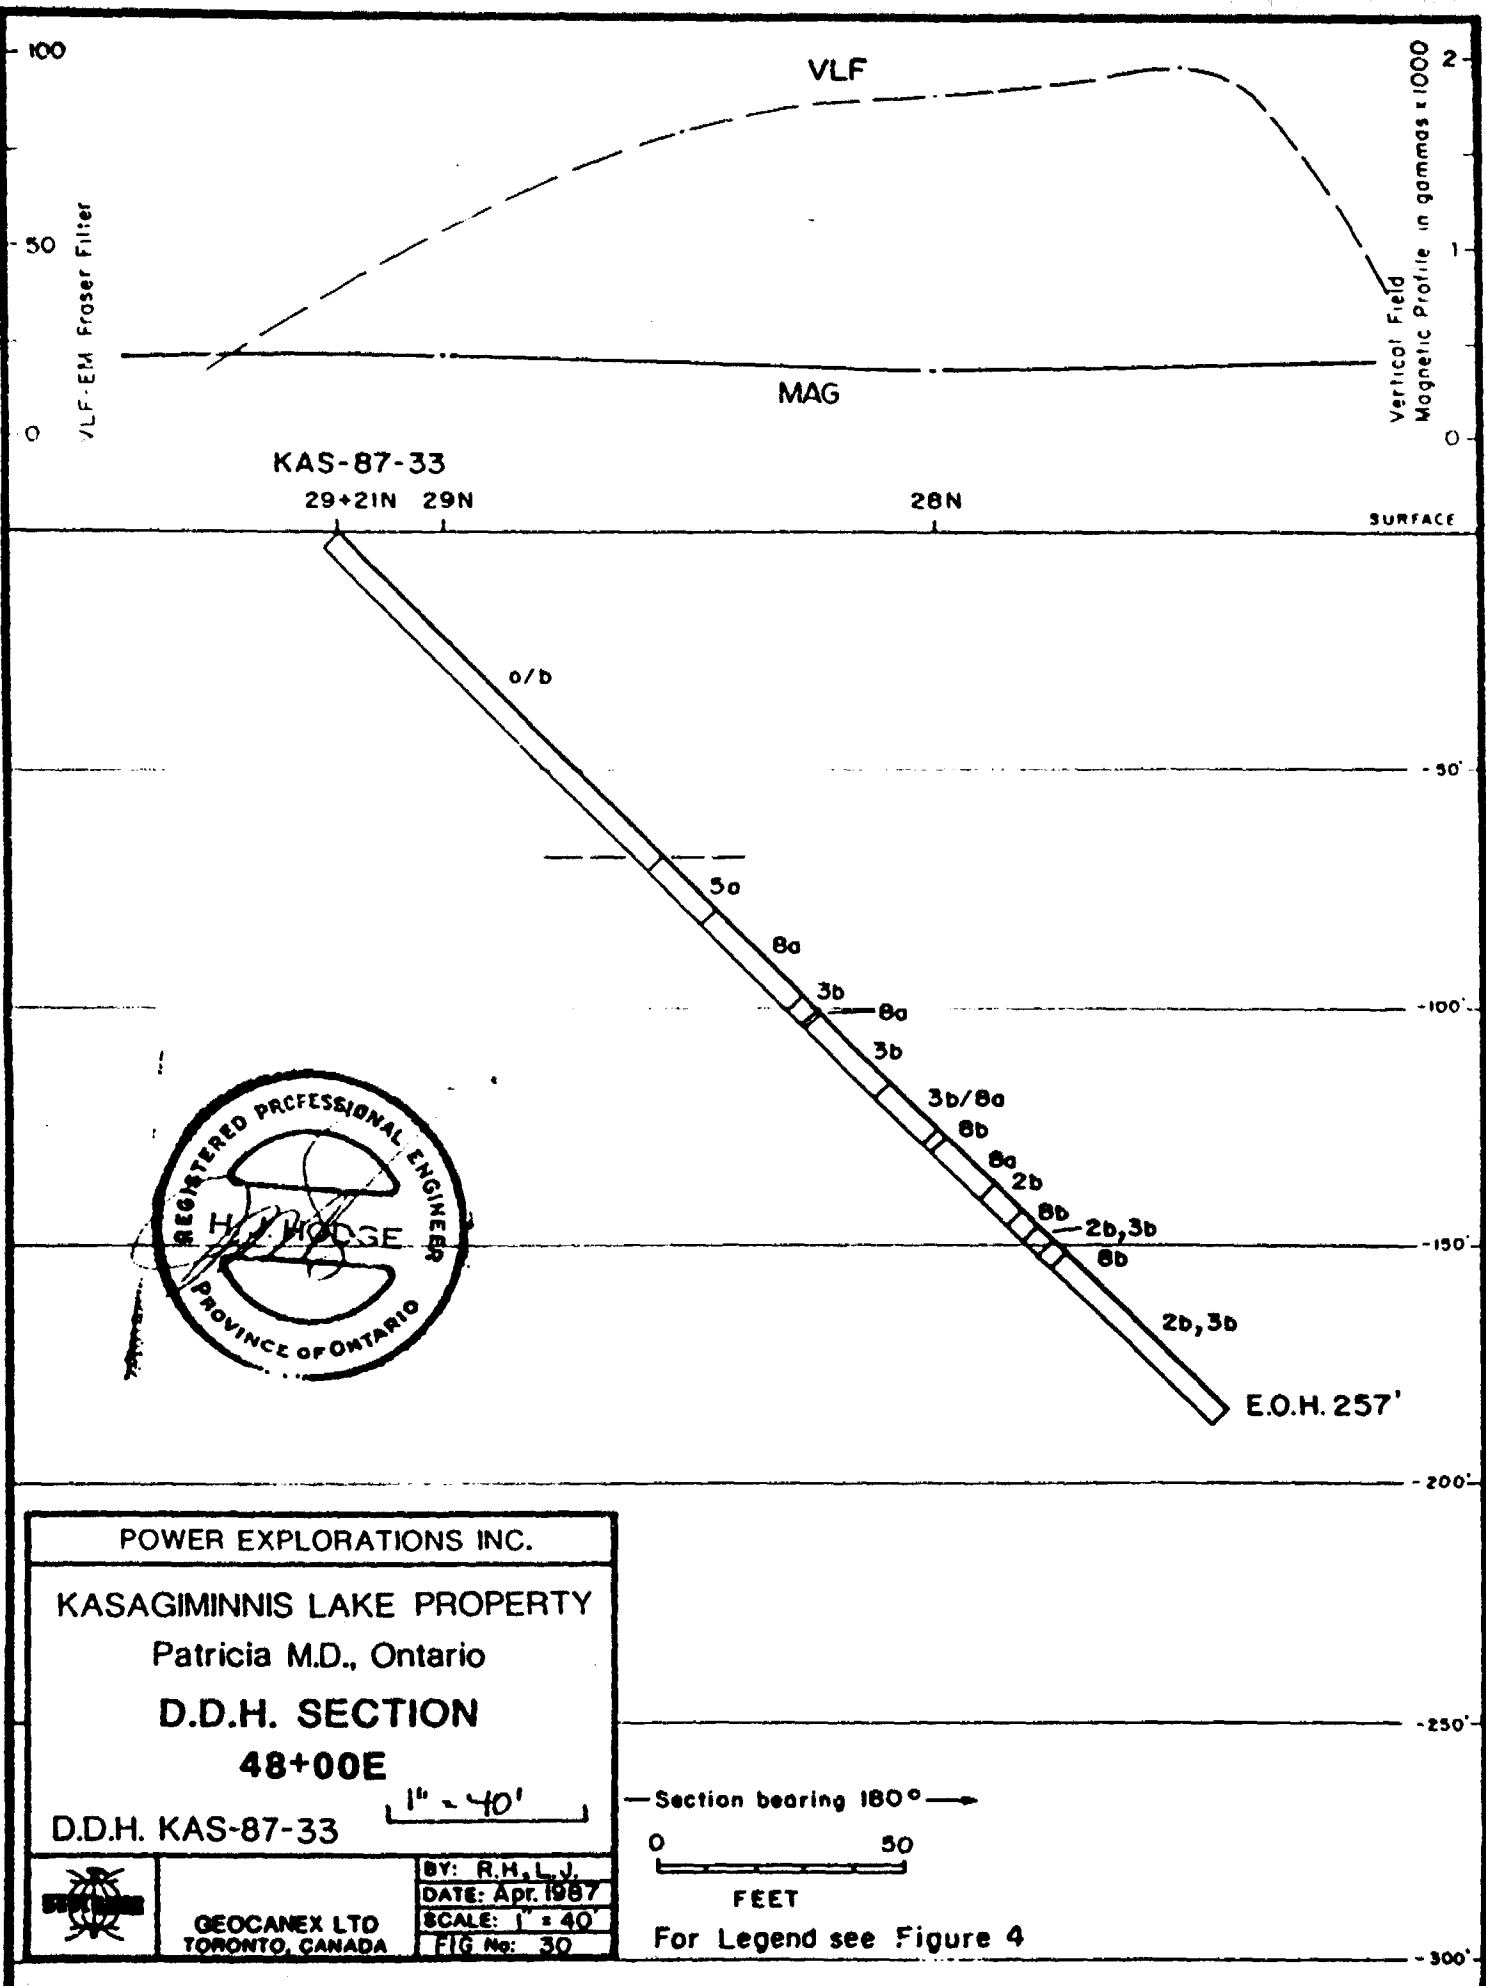 100
VLF
2
50
VLF-EM Fraser Filter
1
Vertical Field
Magnetic Profile in gammas x 1000
MAG
0
0
KAS-87-33
29+21N 29N
28N
SURFACE
o/b
-50'
5a
8a
3b
8a
-100'
3b
3b/8a
8b
8a
2b
8b
2b,3b
-150'
8b
2b,3b
E.O.H. 257'
REGISTERED PROFESSIONAL ENGINEER
H. J. HODGE
PROVINCE OF ONTARIO
-200'
POWER EXPLORATIONS INC.
KASAGIMINNIS LAKE PROPERTY
Patricia M.D., Ontario
D.D.H. SECTION
48+00E
1" = 40'
D.D.H. KAS-87-33
-250'
Section bearing 180°
0 50
FEET
BY: R.H., L.J.
DATE: Apr. 1987
SCALE: 1" = 40'
FIG No: 30
GEOCANEX LTD
TORONTO, CANADA
For Legend see Figure 4
-300'